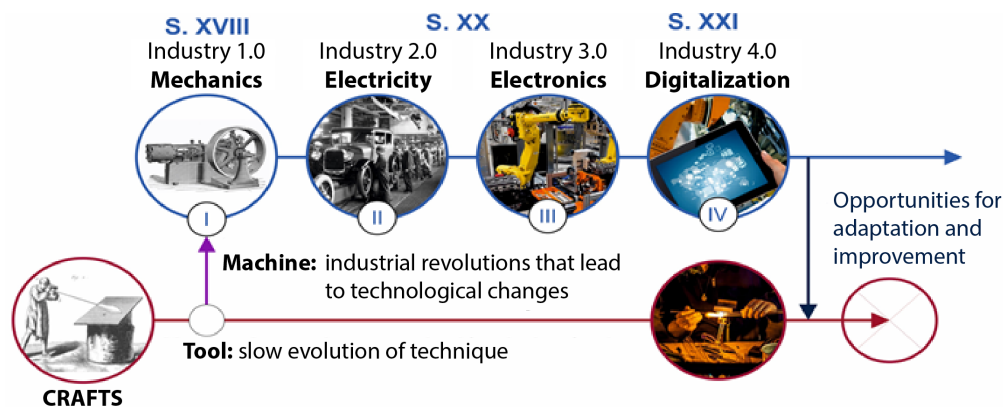 S. XVIII
S. XX
S. XXI
Industry 1.0
Mechanics
Industry 2.0
Electricity
Industry 3.0
Electronics
Industry 4.0
Digitalization
I
II
III
IV
Opportunities for
adaptation and
improvement
Machine: industrial revolutions that lead
to technological changes
Tool: slow evolution of technique
CRAFTS